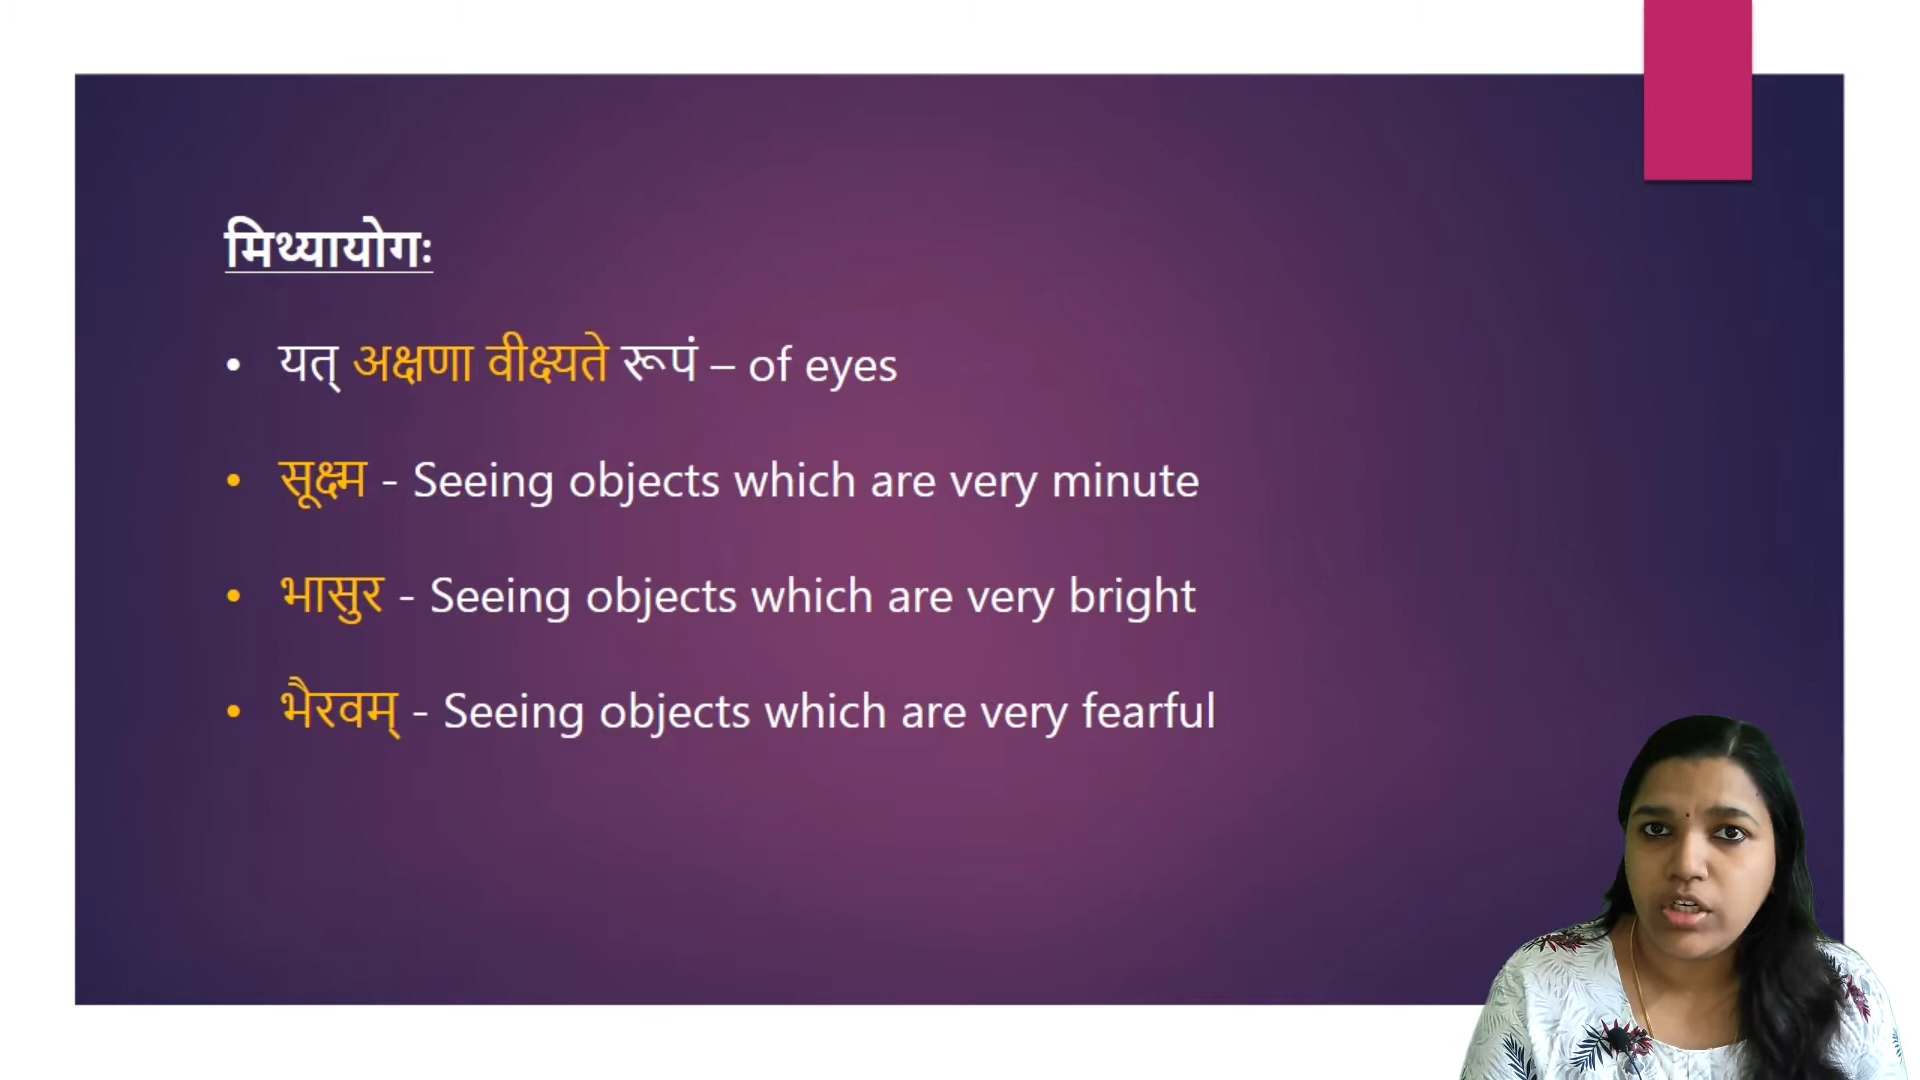 मिथ्यायोगः
• यत् अक्षणा वीक्ष्यते रूपं – of eyes
• सूक्ष्म - Seeing objects which are very minute
• भासुर - Seeing objects which are very bright
• भैरवम् - Seeing objects which are very fearful